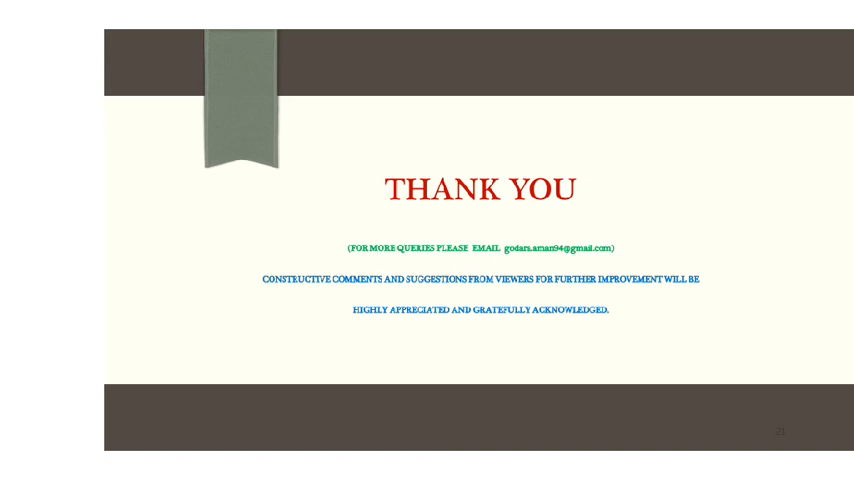 THANK YOU
(FOR MORE QUERIES PLEASE EMAIL godars.aman94@gmail.com)
CONSTRUCTIVE COMMENTS AND SUGGESTIONS FROM VIEWERS FOR FURTHER IMPROVEMENT WILL BE
HIGHLY APPRECIATED AND GRATEFULLY ACKNOWLEDGED.
21